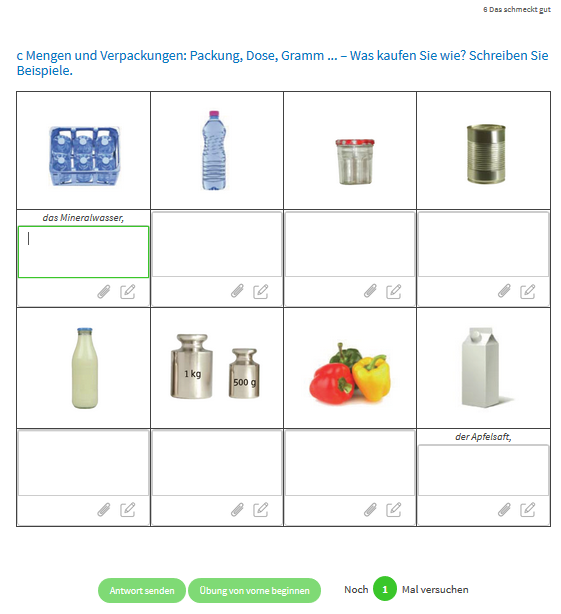 6 Das schmeckt gut
c Mengen und Verpackungen: Packung, Dose, Gramm ... – Was kaufen Sie wie? Schreiben Sie
Beispiele.
das Mineralwasser,
1 kg
500 g
der Apfelsaft,
Antwort senden
Übung von vorne beginnen
Noch 1 Mal versuchen